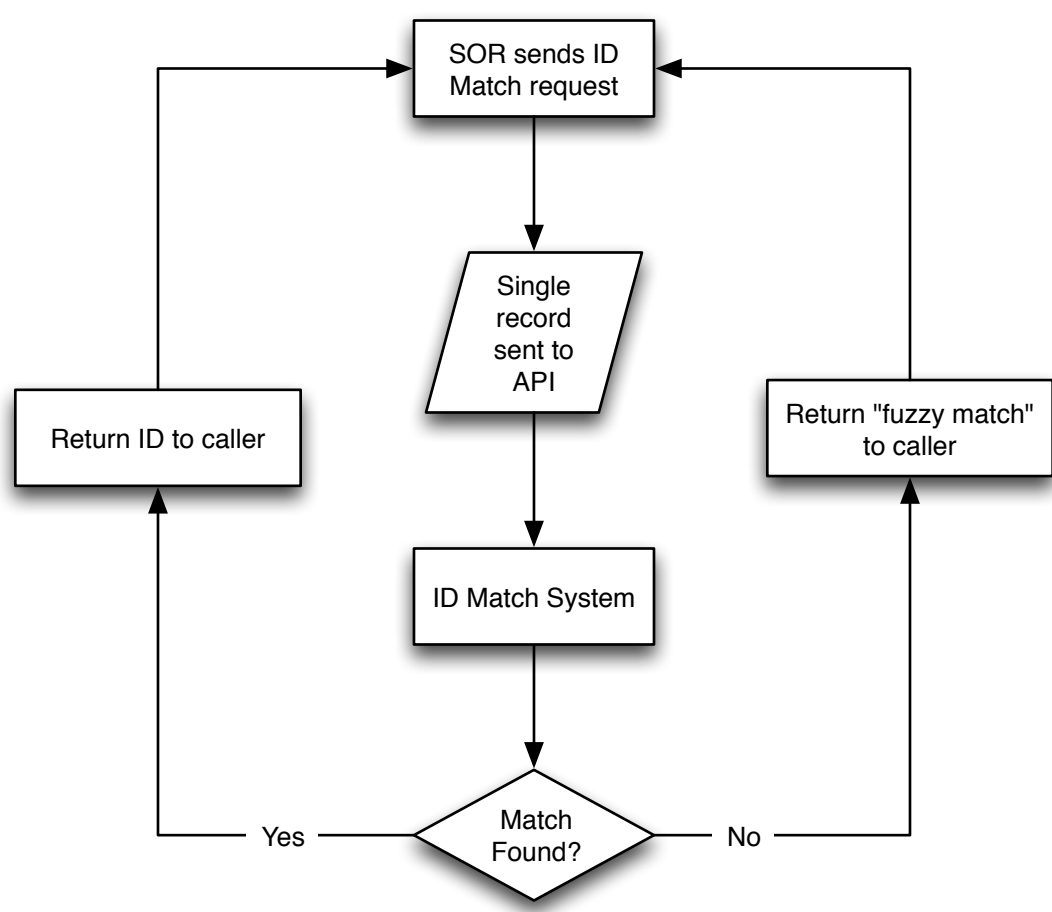 SOR sends ID
Match request
Single
record
sent to
API
Return ID to caller
Return "fuzzy match"
to caller
ID Match System
Match
Found?
Yes
No